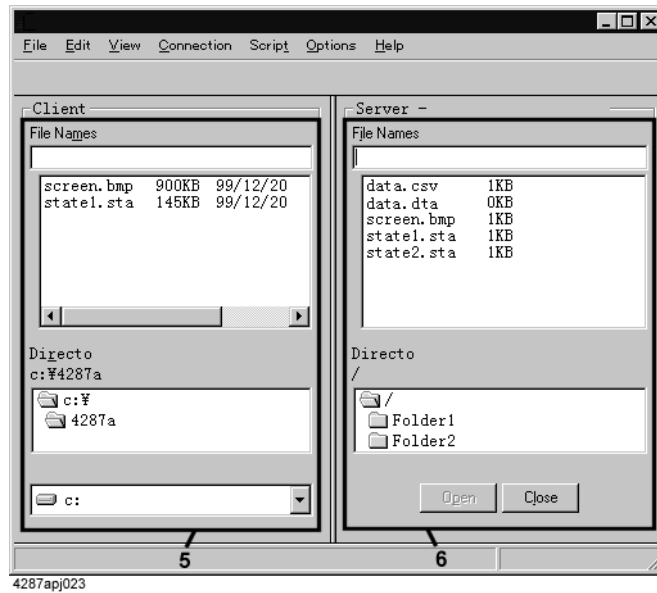 File Edit View Connection Script Options Help
Client
File Names
screen.bmp 900KB 99/12/20
state1.sta 145KB 99/12/20
Directo
c:¥4287a
c:¥
4287a
c:
Server -
File Names
data.csv 1KB
data.dta 0KB
screen.bmp 1KB
state1.sta 1KB
state2.sta 1KB
Directo
/
/
Folder1
Folder2
Open Close
5 6
4287apj023